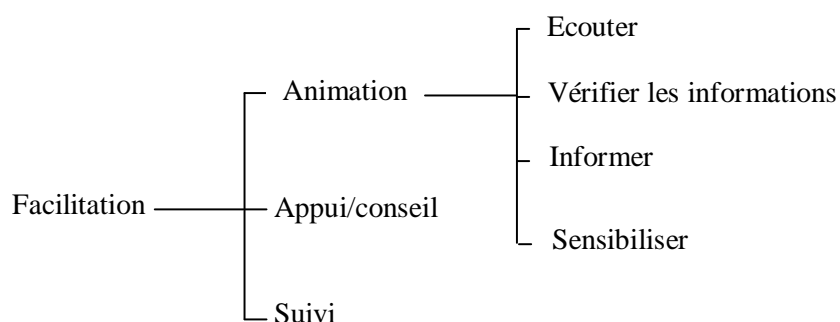 Ecouter
Animation
Vérifier les informations
Informer
Facilitation
Appui/conseil
Sensibiliser
Suivi